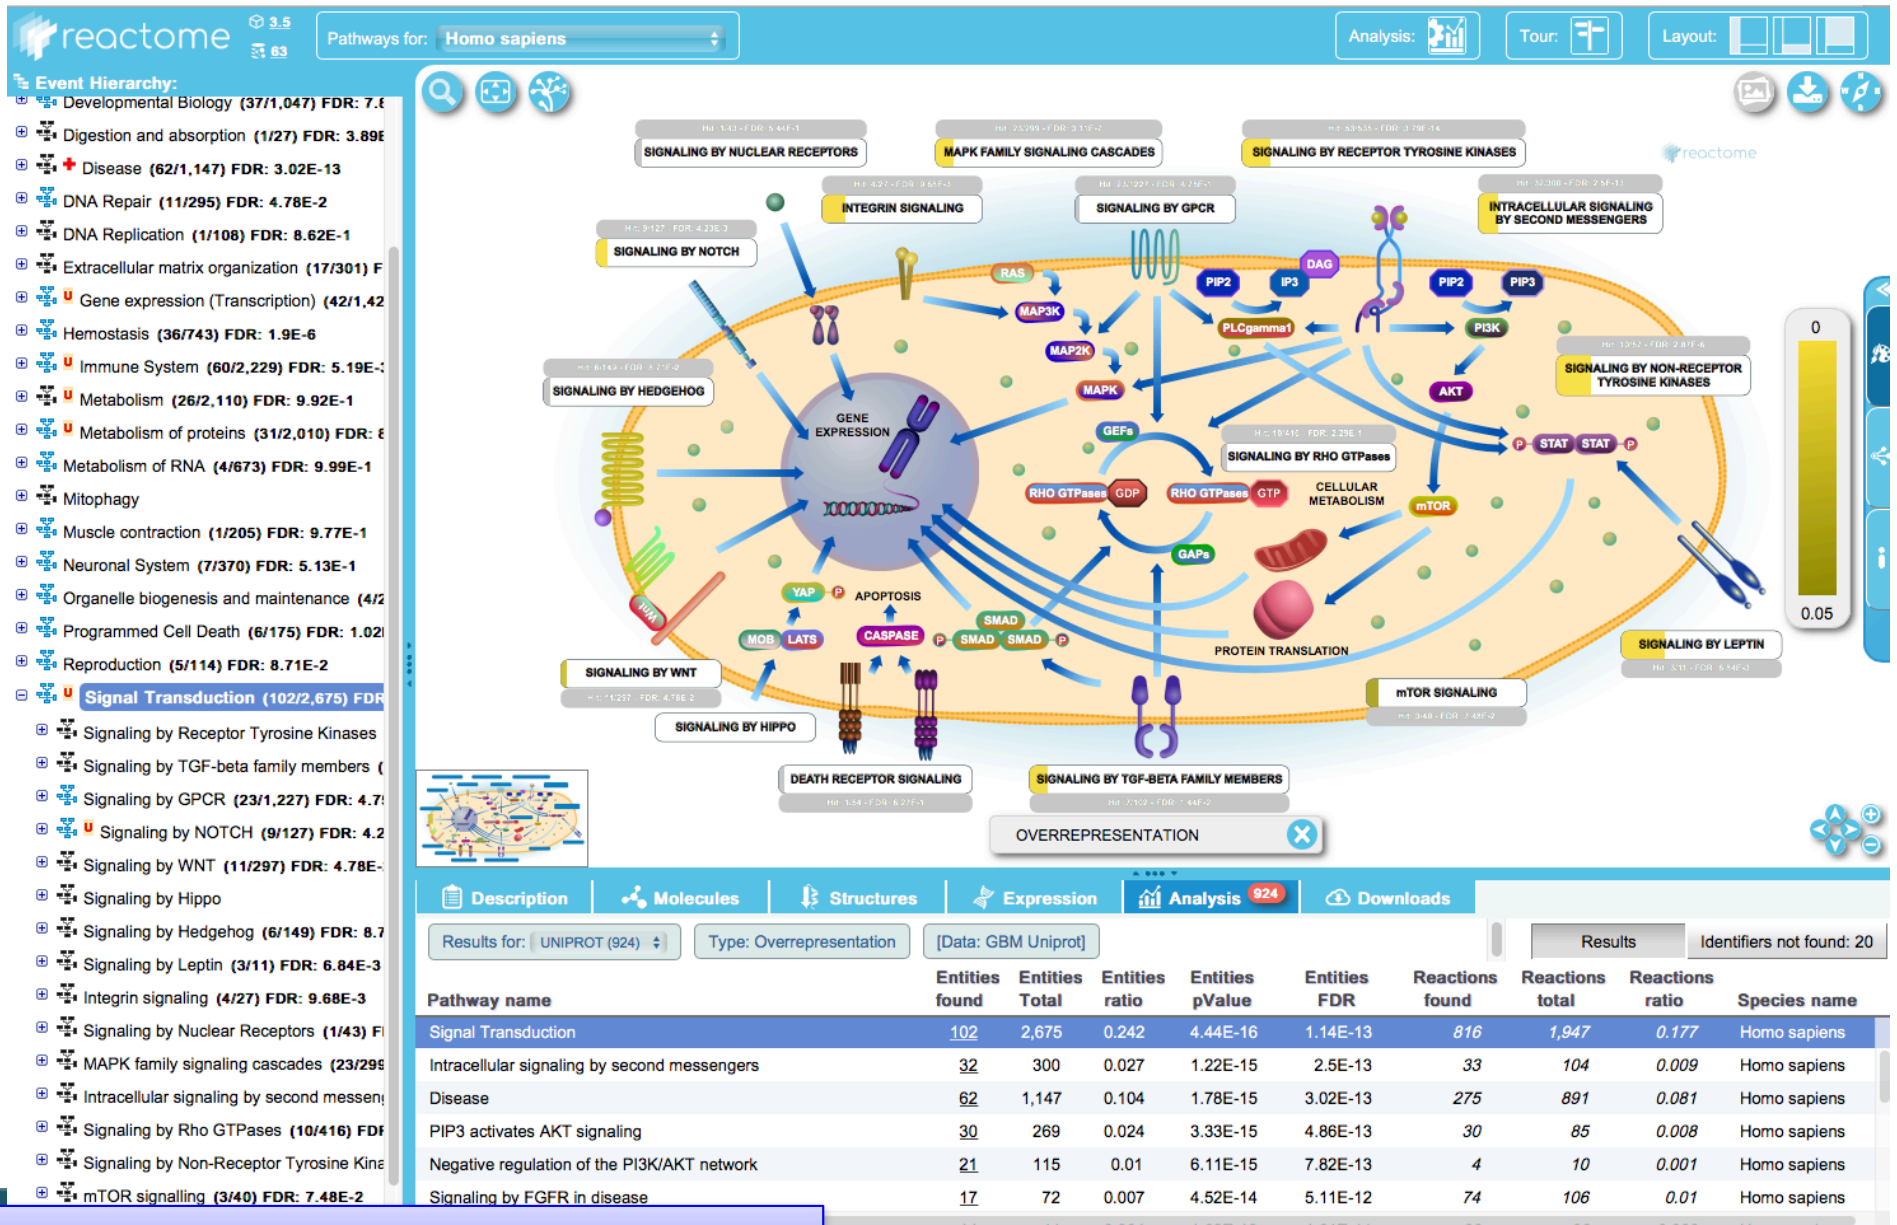 reactome
3.5
63
Pathways for: Homo sapiens
Analysis:
Tour:
Layout:
Event Hierarchy:
Developmental Biology (37/1,047) FDR: 7.8
Digestion and absorption (1/27) FDR: 3.89E
Disease (62/1,147) FDR: 3.02E-13
DNA Repair (11/295) FDR: 4.78E-2
DNA Replication (1/108) FDR: 8.62E-1
Extracellular matrix organization (17/301) F
Gene expression (Transcription) (42/1,42
Hemostasis (36/743) FDR: 1.9E-6
Immune System (60/2,229) FDR: 5.19E-
Metabolism (26/2,110) FDR: 9.92E-1
Metabolism of proteins (31/2,010) FDR:
Metabolism of RNA (4/673) FDR: 9.99E-1
Mitophagy
Muscle contraction (1/205) FDR: 9.77E-1
Neuronal System (7/370) FDR: 5.13E-1
Organelle biogenesis and maintenance (4/2
Programmed Cell Death (6/175) FDR: 1.02
Reproduction (5/114) FDR: 8.71E-2
Signal Transduction (102/2,675) FDR
Signaling by Receptor Tyrosine Kinases
Signaling by TGF-beta family members (
Signaling by GPCR (23/1,227) FDR: 4.7
Signaling by NOTCH (9/127) FDR: 4.2
Signaling by WNT (11/297) FDR: 4.78E-
Signaling by Hippo
Signaling by Hedgehog (6/149) FDR: 8.7
Signaling by Leptin (3/11) FDR: 6.84E-3
Integrin signaling (4/27) FDR: 9.68E-3
Signaling by Nuclear Receptors (1/43) F
MAPK family signaling cascades (23/299
Intracellular signaling by second messen
Signaling by Rho GTPases (10/416) FDR
Signaling by Non-Receptor Tyrosine Kina
mTOR signalling (3/40) FDR: 7.48E-2
SIGNALING BY NUCLEAR RECEPTORS
MAPK FAMILY SIGNALING CASCADES
SIGNALING BY RECEPTOR TYROSINE KINASES
reactome
INTEGRIN SIGNALING
SIGNALING BY GPCR
INTRACELLULAR SIGNALING
BY SECOND MESSENGERS
SIGNALING BY NOTCH
RAS
PIP2
IP3
DAG
PIP2
PIP3
MAP3K
PLCgamma1
PI3K
0
MAP2K
SIGNALING BY NON-RECEPTOR
TYROSINE KINASES
SIGNALING BY HEDGEHOG
MAPK
AKT
GENE
EXPRESSION
GEFs
SIGNALING BY RHO GTPases
P STAT STAT P
RHO GTPases GDP
RHO GTPases GTP
CELLULAR
METABOLISM
mTOR
GAPs
YAP P
APOPTOSIS
Wnt
0.05
MOB LATS
CASPASE
SMAD
P SMAD SMAD P
PROTEIN TRANSLATION
SIGNALING BY LEPTIN
SIGNALING BY WNT
mTOR SIGNALING
SIGNALING BY HIPPO
DEATH RECEPTOR SIGNALING
SIGNALING BY TGF-BETA FAMILY MEMBERS
OVERREPRESENTATION
Description
Molecules
Structures
Expression
Analysis 924
Downloads
Results for: UNIPROT (924)
Type: Overrepresentation
[Data: GBM Uniprot]
Results
Identifiers not found: 20
Pathway name Entities found Entities Total Entities ratio Entities pValue Entities FDR Reactions found Reactions total Reactions ratio Species name
Signal Transduction 102 2,675 0.242 4.44E-16 1.14E-13 816 1,947 0.177 Homo sapiens
Intracellular signaling by second messengers 32 300 0.027 1.22E-15 2.5E-13 33 104 0.009 Homo sapiens
Disease 62 1,147 0.104 1.78E-15 3.02E-13 275 891 0.081 Homo sapiens
PIP3 activates AKT signaling 30 269 0.024 3.33E-15 4.86E-13 30 85 0.008 Homo sapiens
Negative regulation of the PI3K/AKT network 21 115 0.01 6.11E-15 7.82E-13 4 10 0.001 Homo sapiens
Signaling by FGFR in disease 17 72 0.007 4.52E-14 5.11E-12 74 106 0.01 Homo sapiens